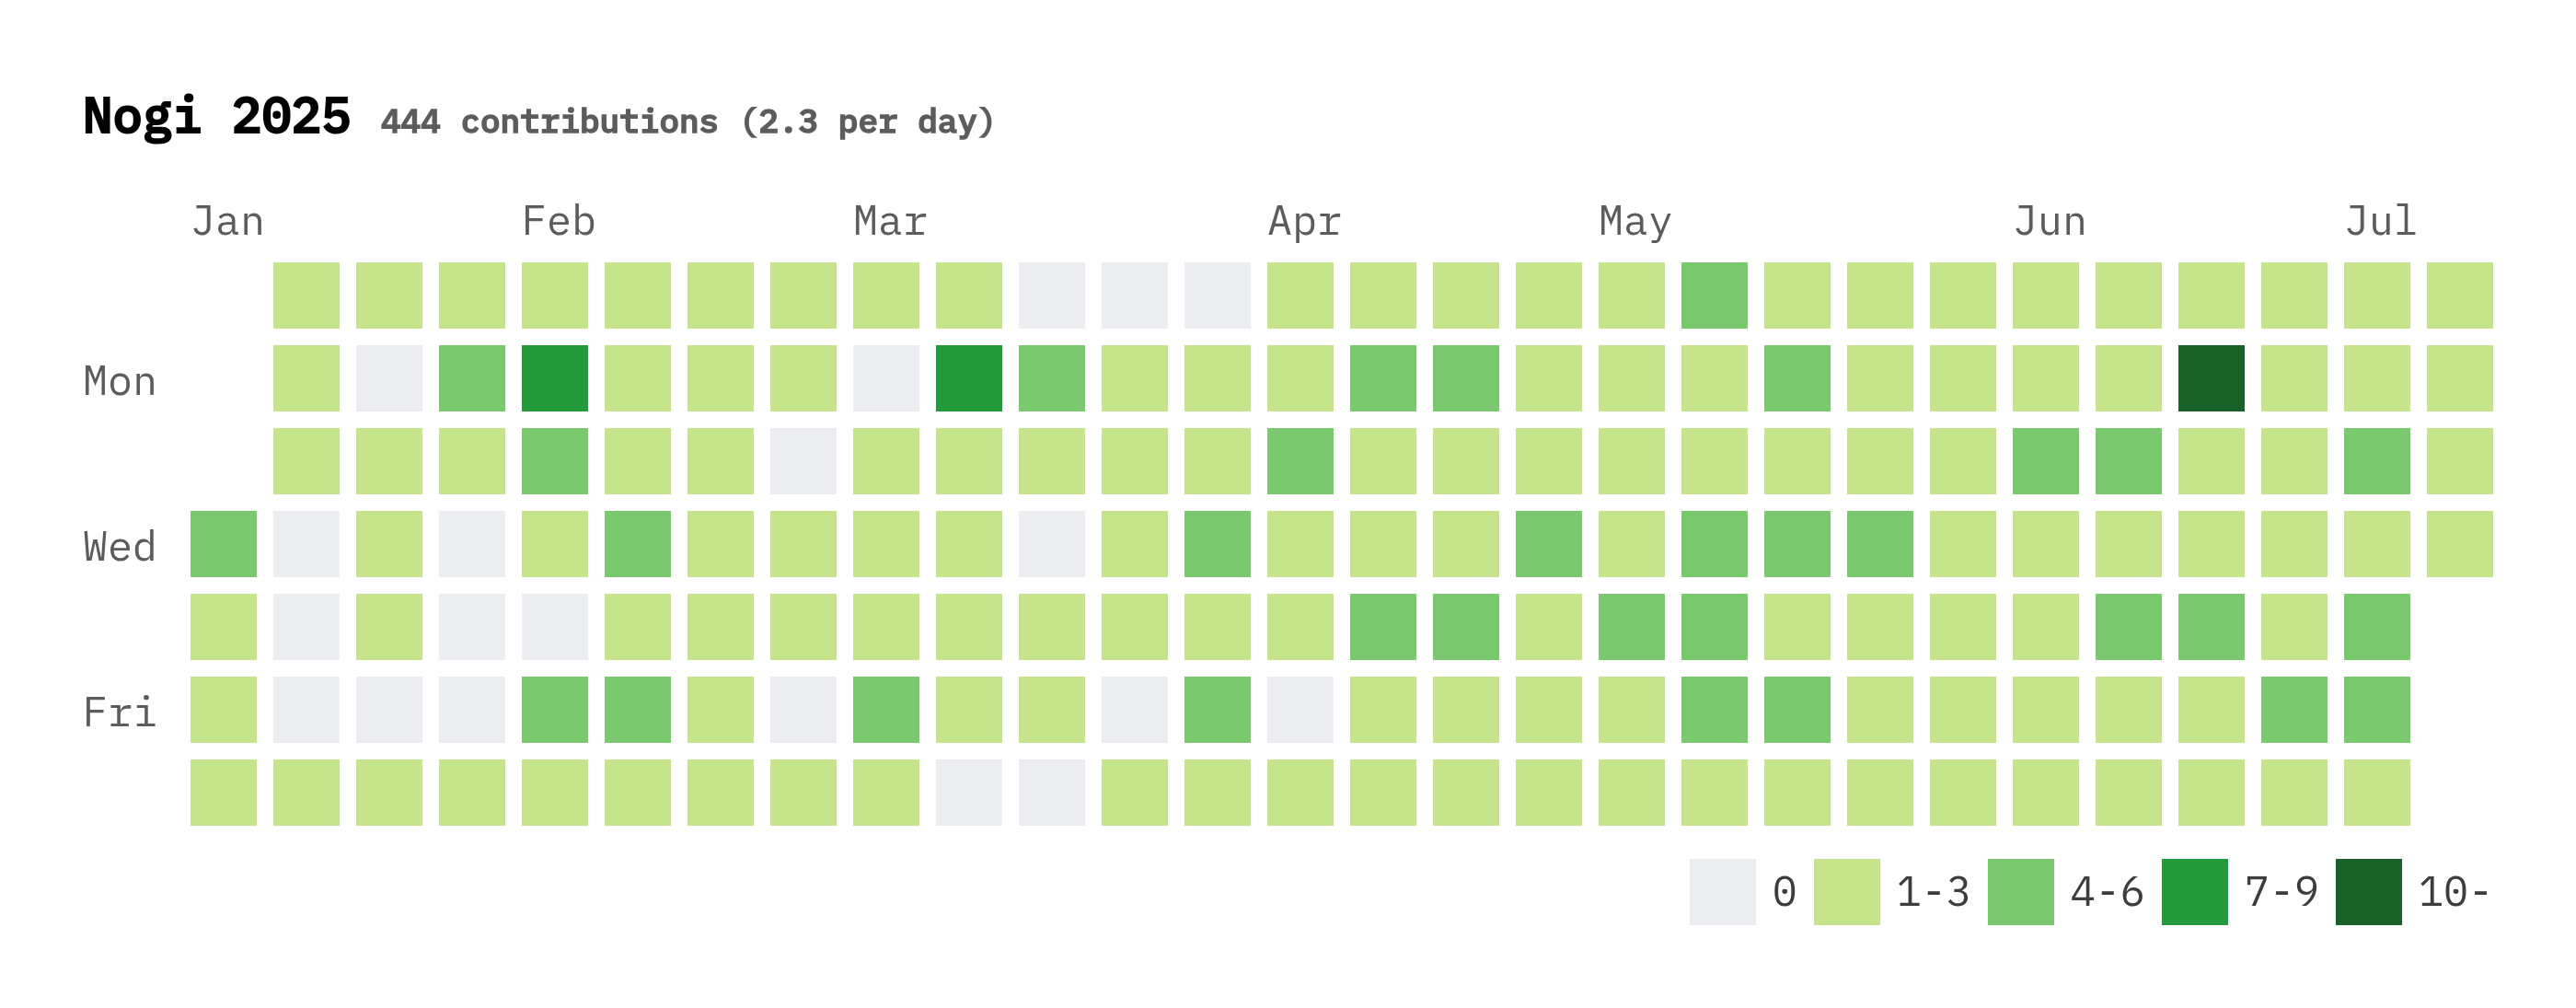 Nogi 2025 444 contributions (2.3 per day)
Jan Feb Mar Apr May Jun Jul
Mon
Wed
Fri
0 1-3 4-6 7-9 10-